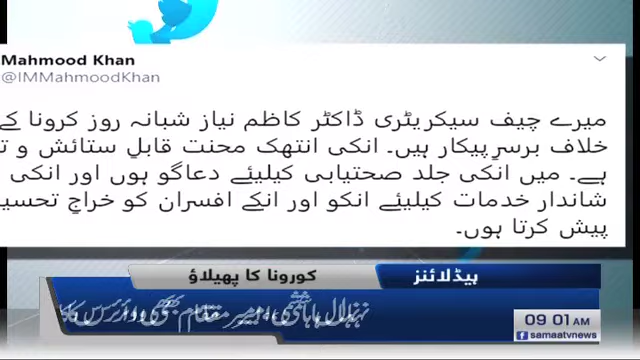 Mahmood Khan
@IMMahmoodKhan
میرے چیف سیکریٹری ڈاکٹر کاظم نیاز شبانہ روز کرونا کے
خلاف برسرِپیکار ہیں۔ انکی انتھک محنت قابلِ ستائش و ت
ہے۔ میں انکی جلد صحتیابی کیلیئے دعاگو ہوں اور انکی
شاندار خدمات کیلیئے انکو اور انکے افسران کو خراجِ تحسی
پیش کرتا ہوں۔
ہیڈلائنز
کورونا کا پھیلاؤ
09 01 AM
samaatvnews